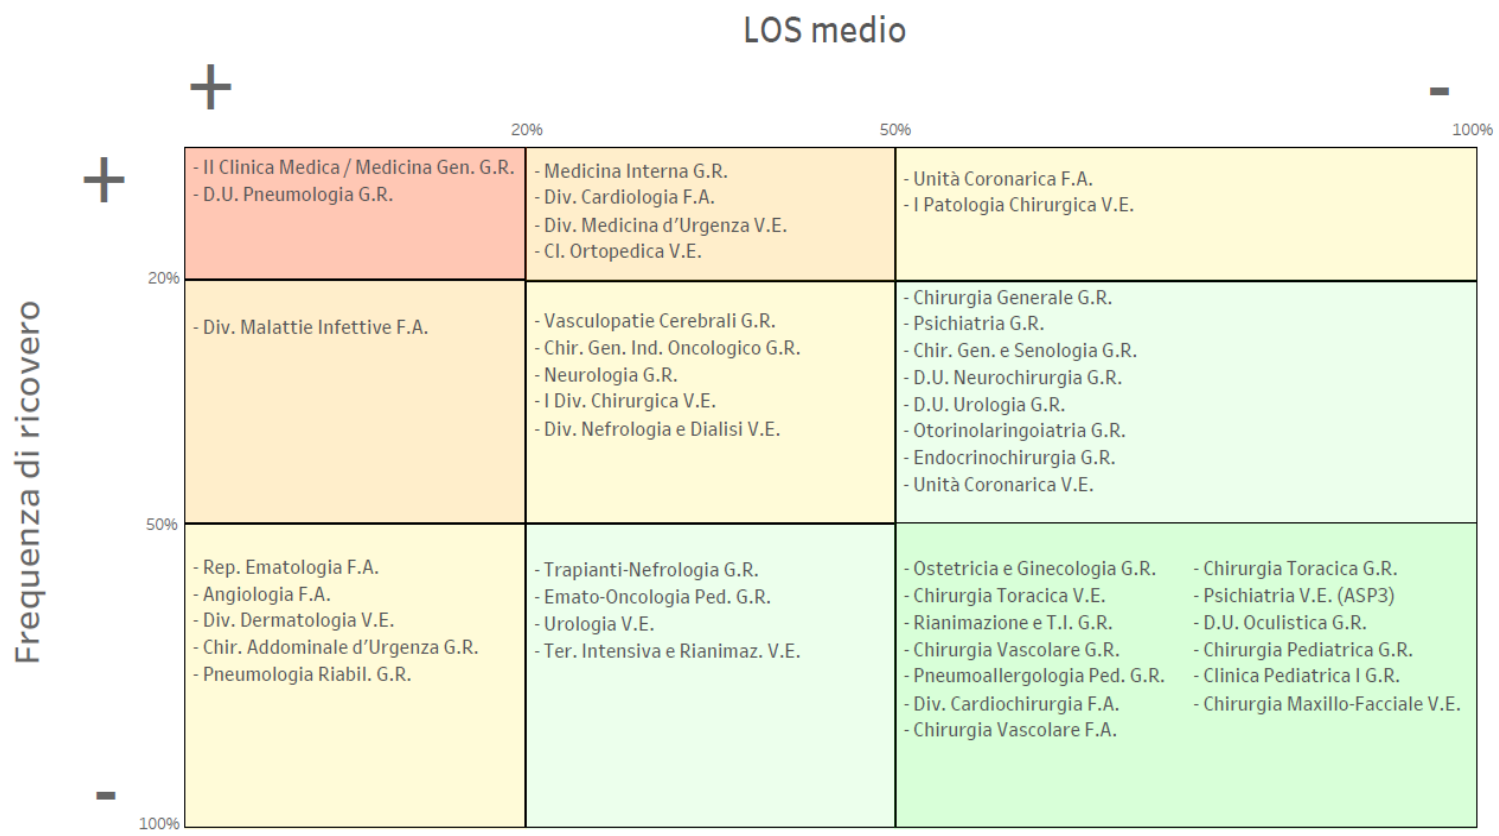 LOS medio
+
-
20%
50%
100%
+
- II Clinica Medica / Medicina Gen. G.R.
- D.U. Pneumologia G.R.
- Medicina Interna G.R.
- Div. Cardiologia F.A.
- Div. Medicina d'Urgenza V.E.
- Cl. Ortopedica V.E.
- Unità Coronarica F.A.
- I Patologia Chirurgica V.E.
20%
Frequenza di ricovero
- Div. Malattie Infettive F.A.
- Vasculopatie Cerebrali G.R.
- Chir. Gen. Ind. Oncologico G.R.
- Neurologia G.R.
- I Div. Chirurgica V.E.
- Div. Nefrologia e Dialisi V.E.
- Chirurgia Generale G.R.
- Psichiatria G.R.
- Chir. Gen. e Senologia G.R.
- D.U. Neurochirurgia G.R.
- D.U. Urologia G.R.
- Otorinolaringoiatria G.R.
- Endocrinochirurgia G.R.
- Unità Coronarica V.E.
50%
- Rep. Ematologia F.A.
- Angiologia F.A.
- Div. Dermatologia V.E.
- Chir. Addominale d'Urgenza G.R.
- Pneumologia Riabil. G.R.
- Trapianti-Nefrologia G.R.
- Emato-Oncologia Ped. G.R.
- Urologia V.E.
- Ter. Intensiva e Rianimaz. V.E.
- Ostetricia e Ginecologia G.R.
- Chirurgia Toracica V.E.
- Rianimazione e T.I. G.R.
- Chirurgia Vascolare G.R.
- Pneumoallergologia Ped. G.R.
- Div. Cardiochirurgia F.A.
- Chirurgia Vascolare F.A.
- Chirurgia Toracica G.R.
- Psichiatria V.E. (ASP3)
- D.U. Oculistica G.R.
- Chirurgia Pediatrica G.R.
- Clinica Pediatrica I G.R.
- Chirurgia Maxillo-Facciale V.E.
-
100%